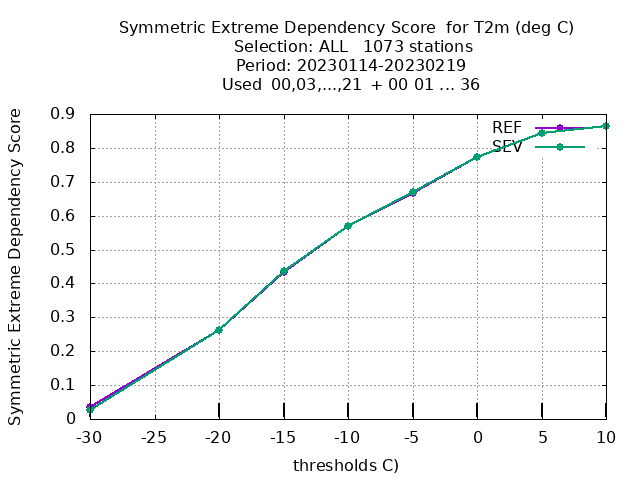 Symmetric Extreme Dependency Score  for T2m (deg C)
Selection: ALL   1073 stations
Period: 20230114-20230219
Used  00,03,...,21  + 00 01 ... 36
Symmetric Extreme Dependency Score
0.9
0.8
0.7
0.6
0.5
0.4
0.3
0.2
0.1
0
REF
SEV
-30 -25 -20 -15 -10 -5 0 5 10
thresholds C)